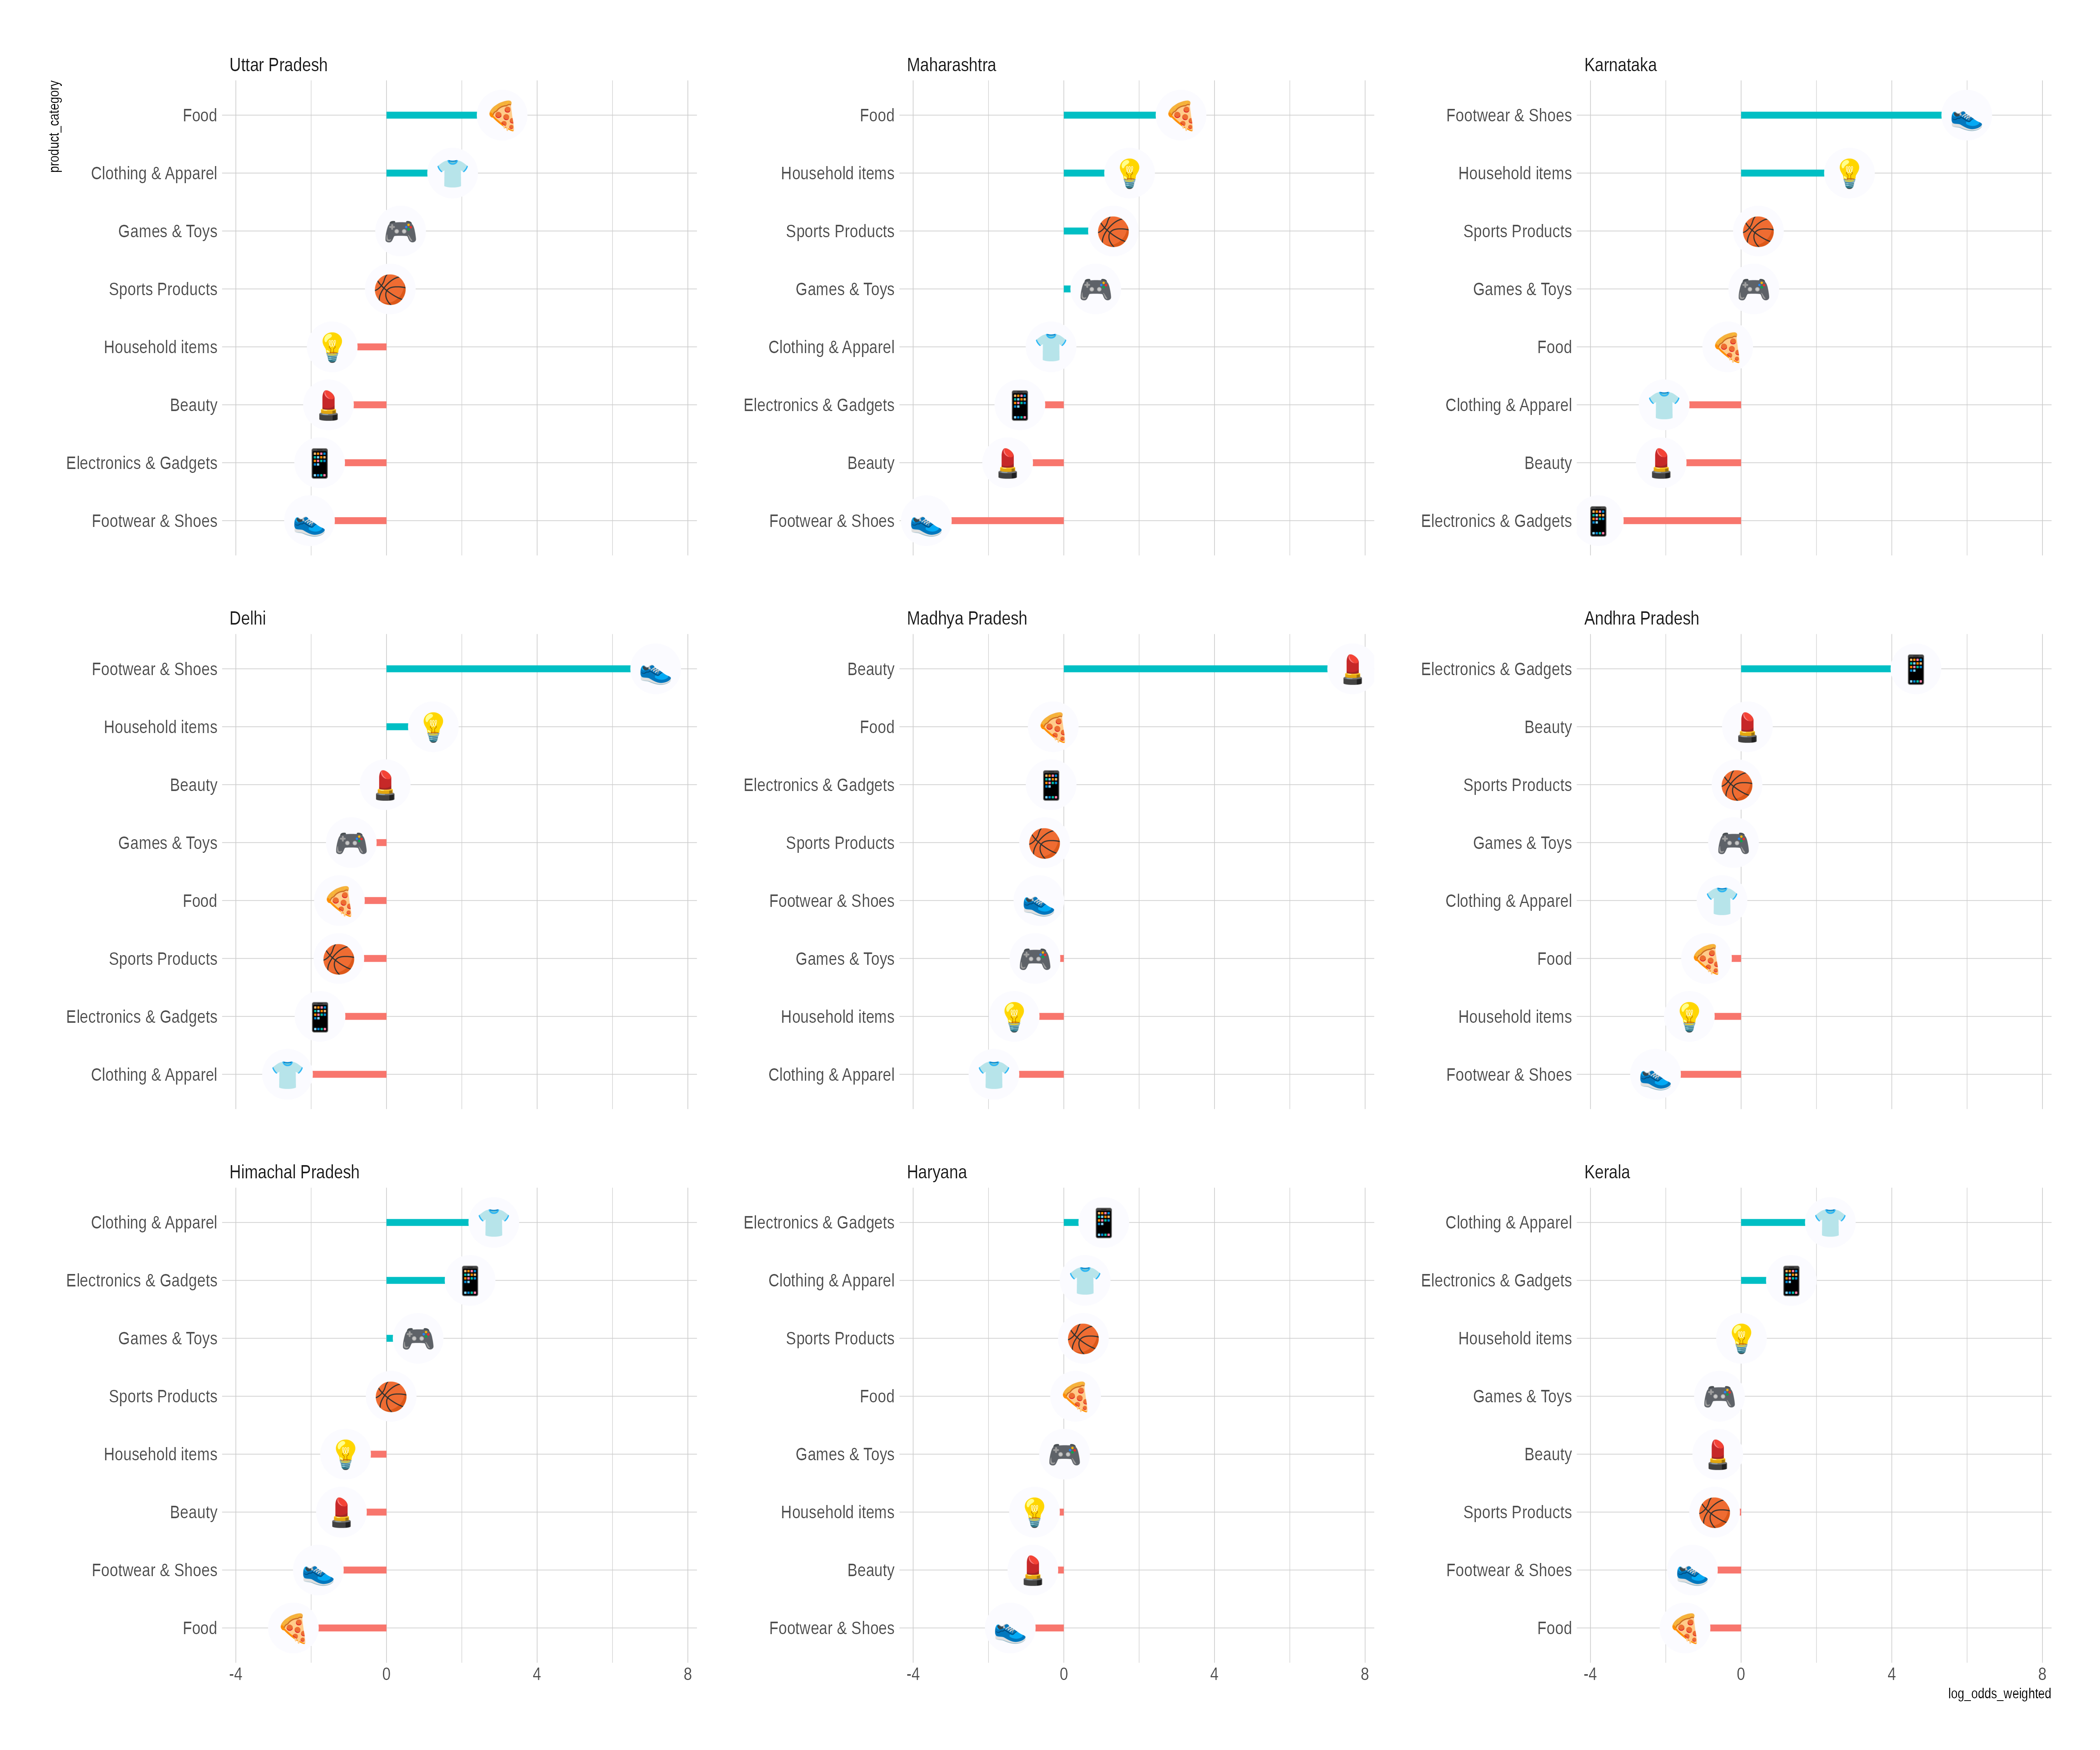 product_category
Uttar Pradesh
Food
Clothing & Apparel
Games & Toys
Sports Products
Household items
Beauty
Electronics & Gadgets
Footwear & Shoes
Maharashtra
Food
Household items
Sports Products
Games & Toys
Clothing & Apparel
Electronics & Gadgets
Beauty
Footwear & Shoes
Karnataka
Footwear & Shoes
Household items
Sports Products
Games & Toys
Food
Clothing & Apparel
Beauty
Electronics & Gadgets
Delhi
Footwear & Shoes
Household items
Beauty
Games & Toys
Food
Sports Products
Electronics & Gadgets
Clothing & Apparel
Madhya Pradesh
Beauty
Food
Electronics & Gadgets
Sports Products
Footwear & Shoes
Games & Toys
Household items
Clothing & Apparel
Andhra Pradesh
Electronics & Gadgets
Beauty
Sports Products
Games & Toys
Clothing & Apparel
Food
Household items
Footwear & Shoes
Himachal Pradesh
Clothing & Apparel
Electronics & Gadgets
Games & Toys
Sports Products
Household items
Beauty
Footwear & Shoes
Food
-4 0 4 8
Haryana
Electronics & Gadgets
Clothing & Apparel
Sports Products
Food
Games & Toys
Household items
Beauty
Footwear & Shoes
-4 0 4 8
Kerala
Clothing & Apparel
Electronics & Gadgets
Household items
Games & Toys
Beauty
Sports Products
Footwear & Shoes
Food
-4 0 4 8
log_odds_weighted